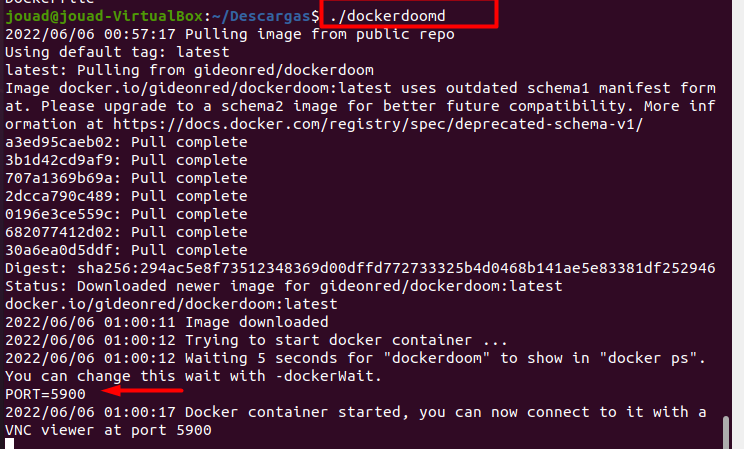 jouad@jouad-VirtualBox:~/Descargas$ ./dockerdoomd
2022/06/06 00:57:17 Pulling image from public repo
Using default tag: latest
latest: Pulling from gideonred/dockerdoom
Image docker.io/gideonred/dockerdoom:latest uses outdated schema1 manifest form
at. Please upgrade to a schema2 image for better future compatibility. More inf
ormation at https://docs.docker.com/registry/spec/deprecated-schema-v1/
a3ed95caeb02: Pull complete
3b1d42cd9af9: Pull complete
707a1369b69a: Pull complete
2dcca790c489: Pull complete
0196e3ce559c: Pull complete
682077412d02: Pull complete
30a6ea0d5ddf: Pull complete
Digest: sha256:294ac5e8f73512348369d00dffd772733325b4d0468b141ae5e83381df252946
Status: Downloaded newer image for gideonred/dockerdoom:latest
docker.io/gideonred/dockerdoom:latest
2022/06/06 01:00:11 Image downloaded
2022/06/06 01:00:12 Trying to start docker container ...
2022/06/06 01:00:12 Waiting 5 seconds for "dockerdoom" to show in "docker ps".
You can change this wait with -dockerWait.
PORT=5900
2022/06/06 01:00:17 Docker container started, you can now connect to it with a
VNC viewer at port 5900